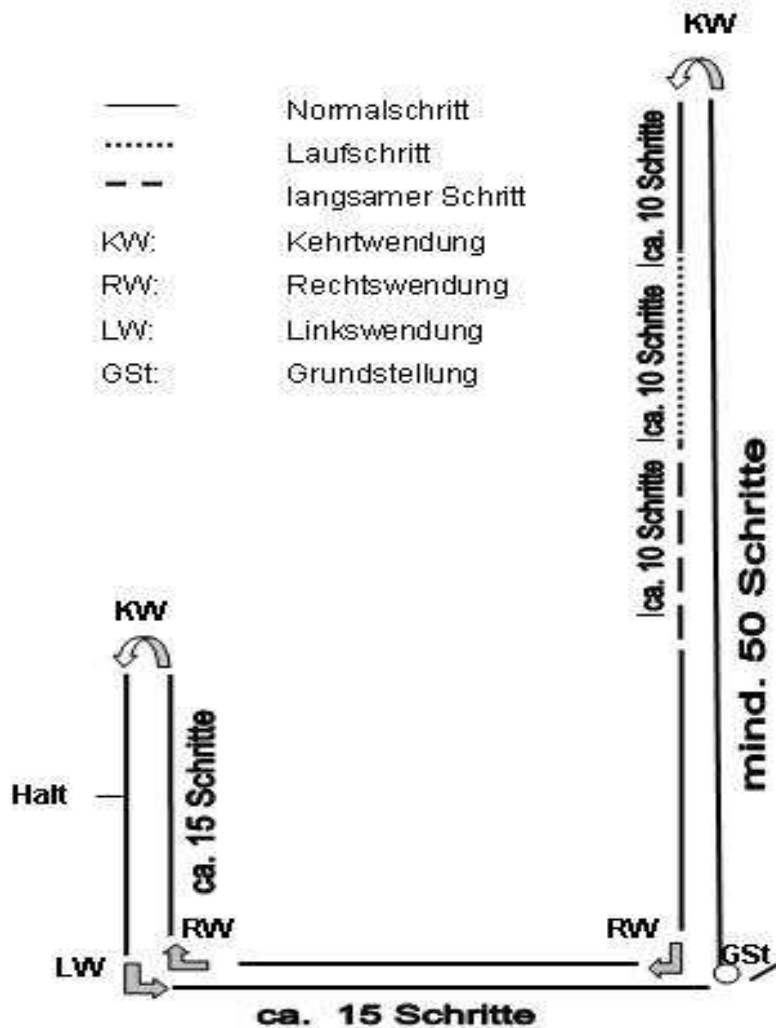 KW
Normalschritt
Laufschritt
langsamer Schritt
KW: Kehrtwendung
RW: Rechtswendung
LW: Linkswendung
GSt: Grundstellung
ca. 10 Schritte
ca. 10 Schritte
ca. 10 Schritte
mind. 50 Schritte
KW
Halt
ca. 15 Schritte
RW
RW
LW
GSt
ca. 15 Schritte